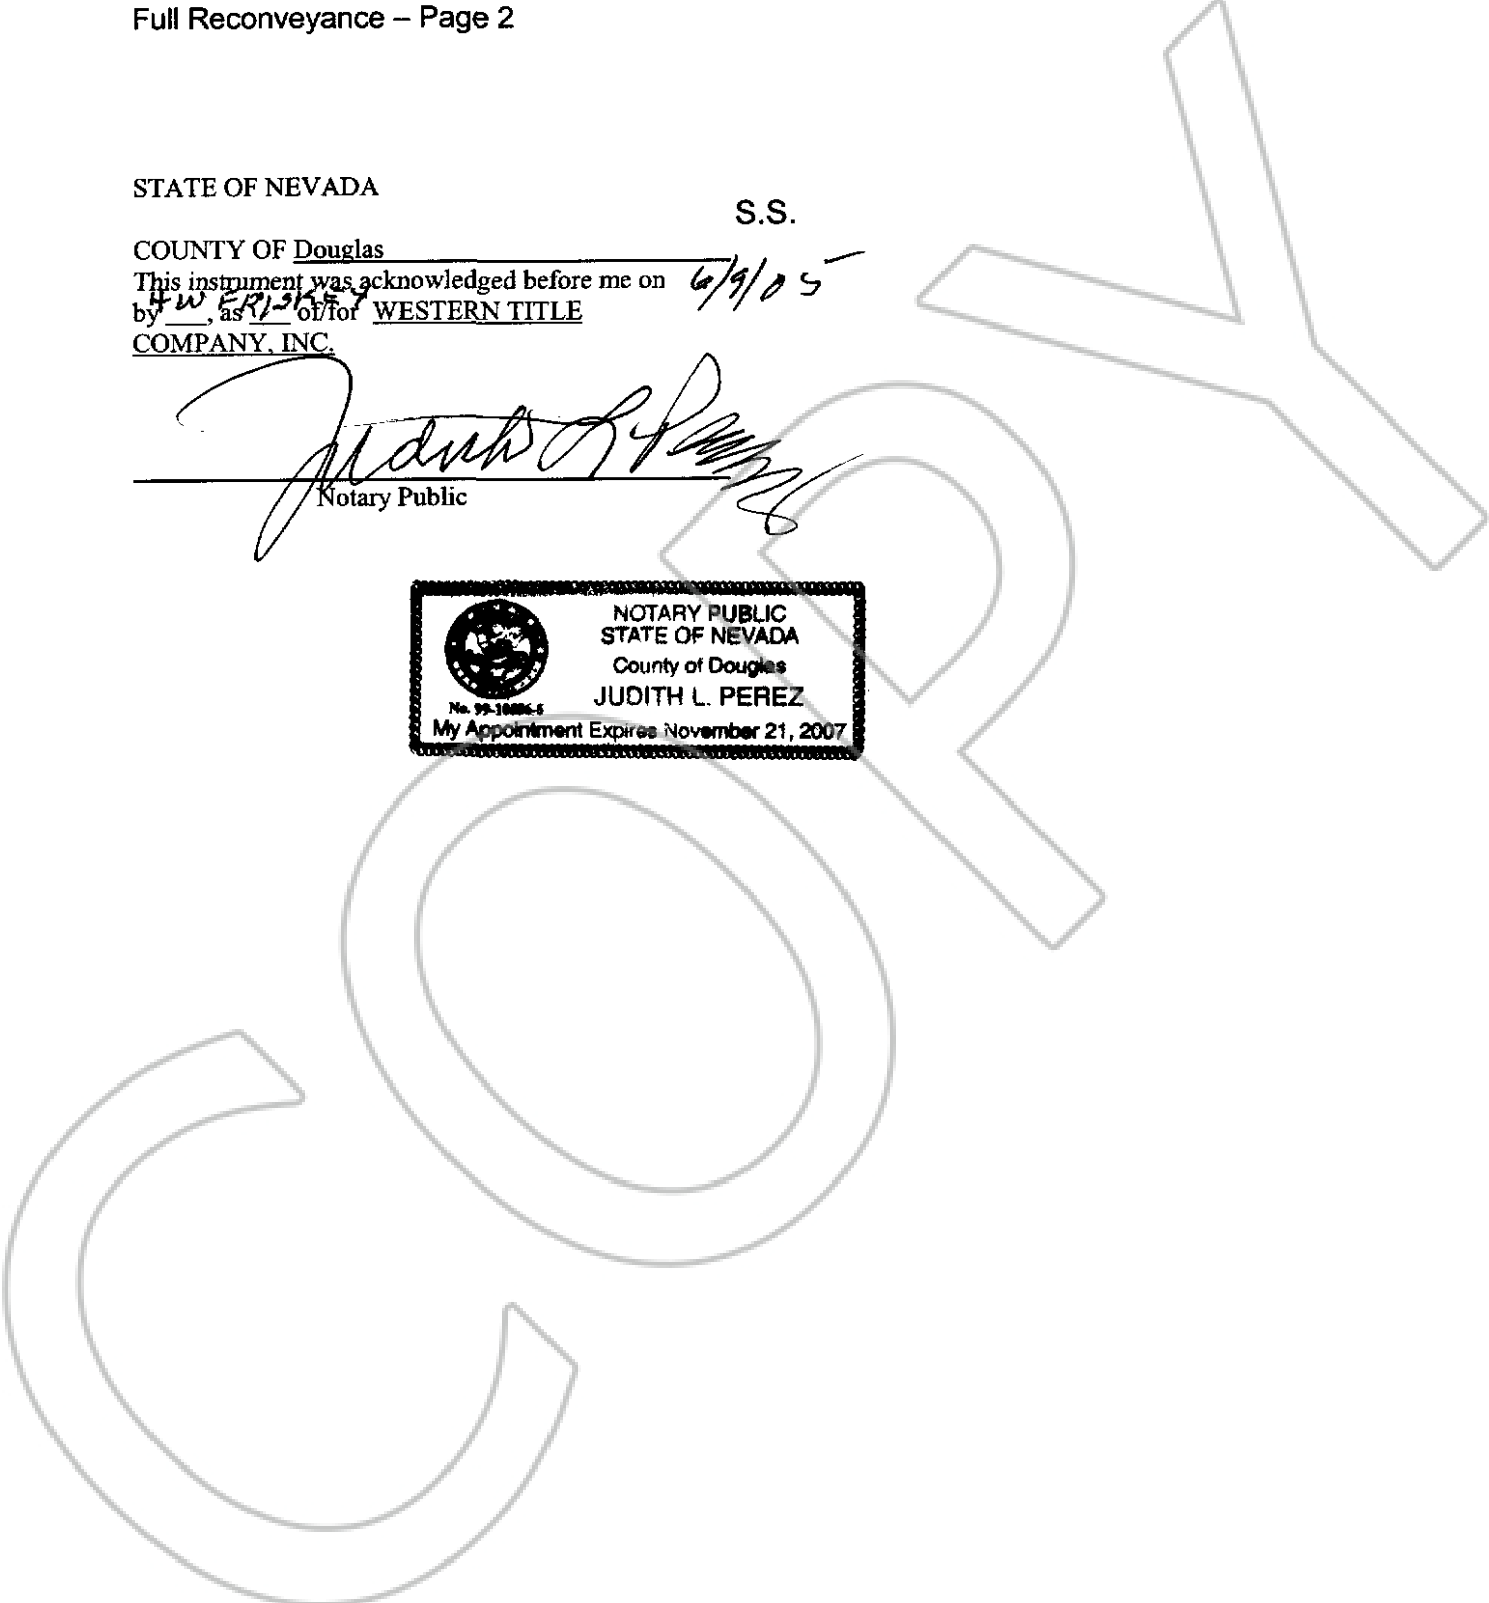 Full Reconveyance – Page 2
STATE OF NEVADA
S.S.
COUNTY OF Douglas
This instrument was acknowledged before me on 6/9/05
by ___, as ___ of/for WESTERN TITLE
COMPANY, INC.
Judith L Perez
Notary Public
NOTARY PUBLIC
STATE OF NEVADA
County of Douglas
JUDITH L. PEREZ
My Appointment Expires November 21, 2007
COPY